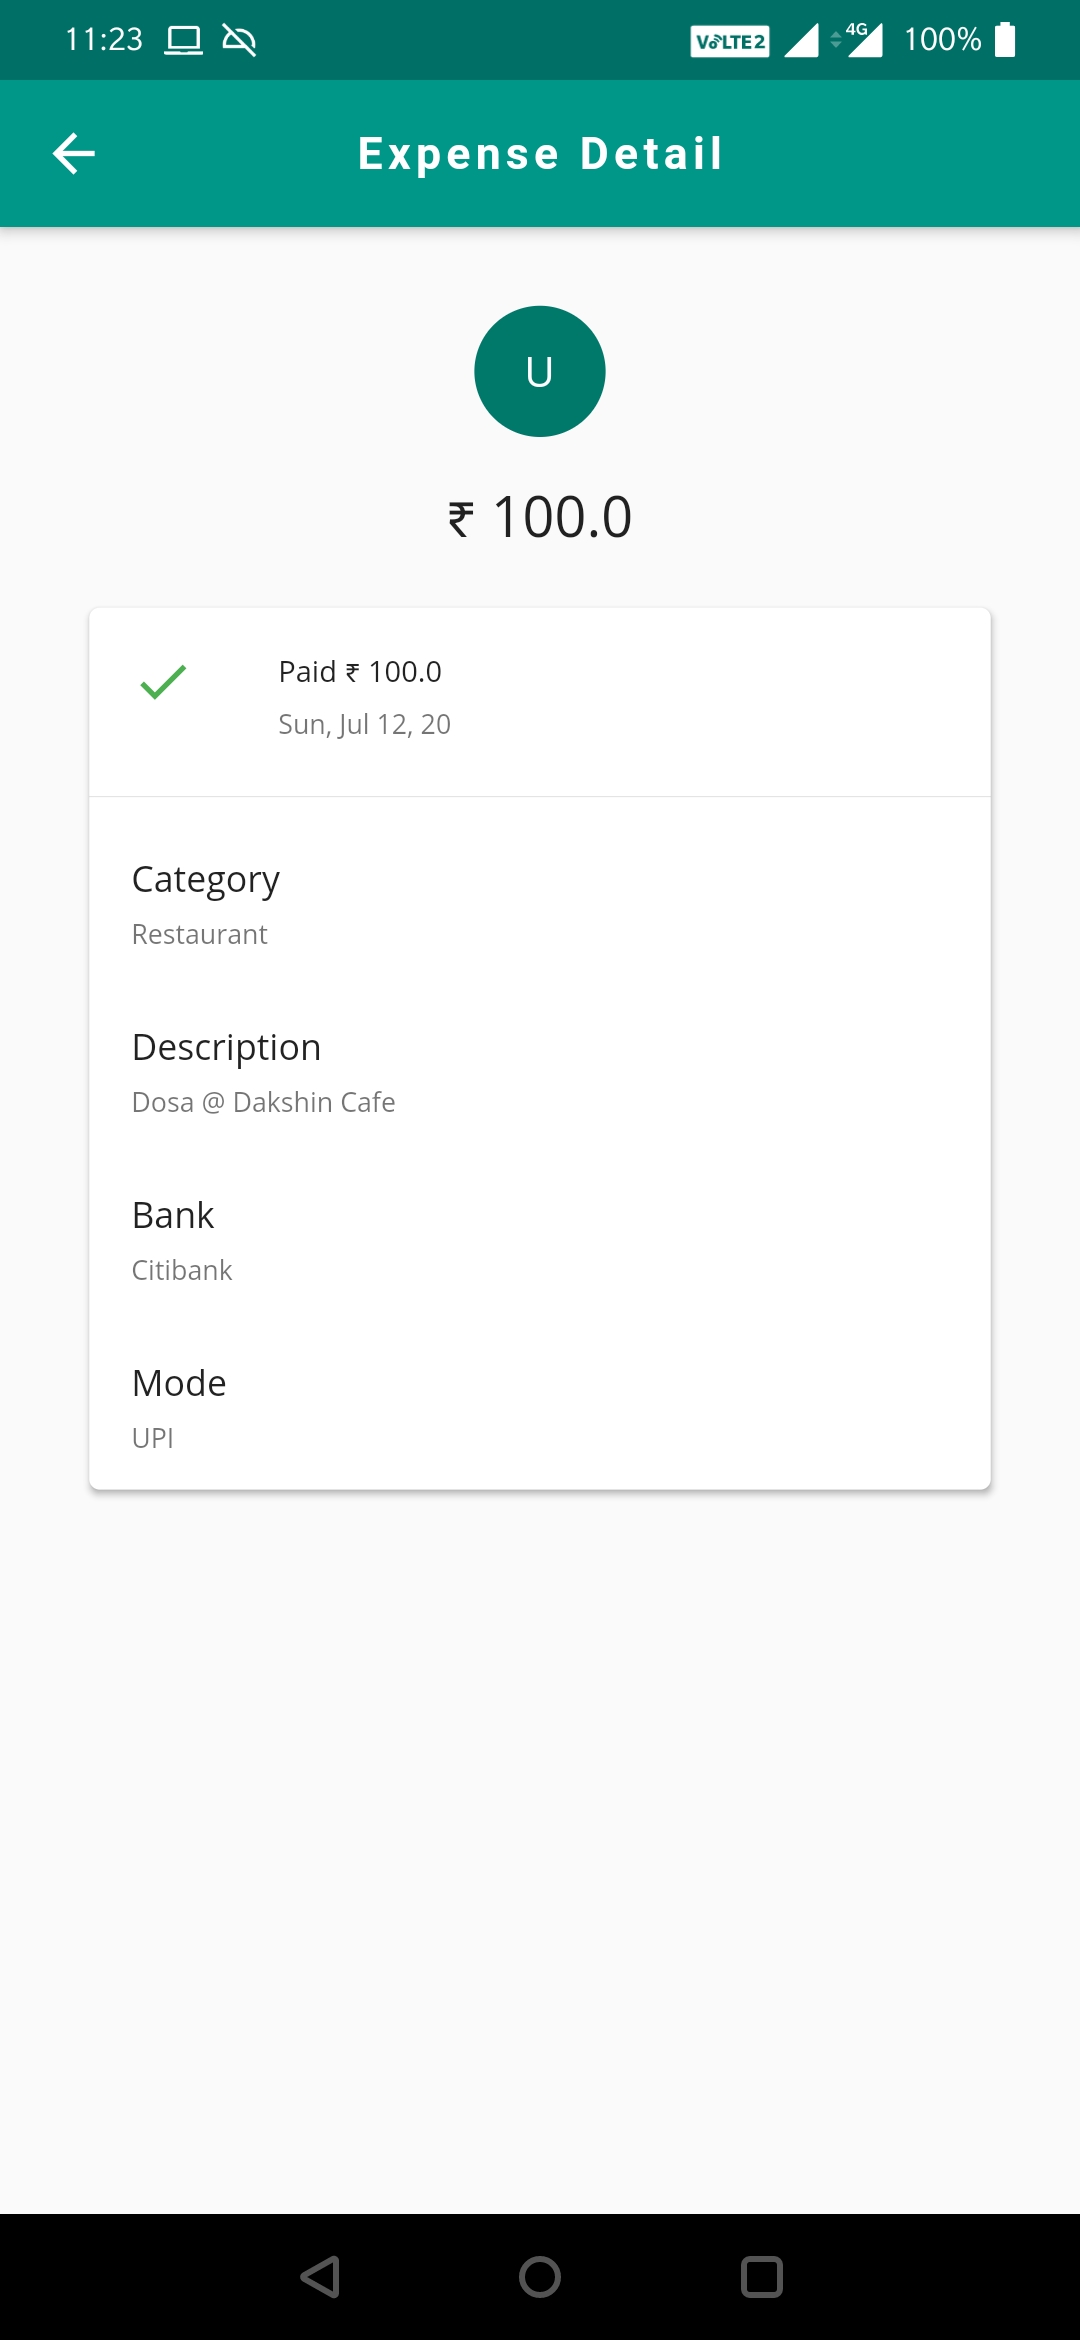 11:23
VoLTE2
4G
100%
Expense Detail
U
₹ 100.0
Paid ₹ 100.0
Sun, Jul 12, 20
Category
Restaurant
Description
Dosa @ Dakshin Cafe
Bank
Citibank
Mode
UPI